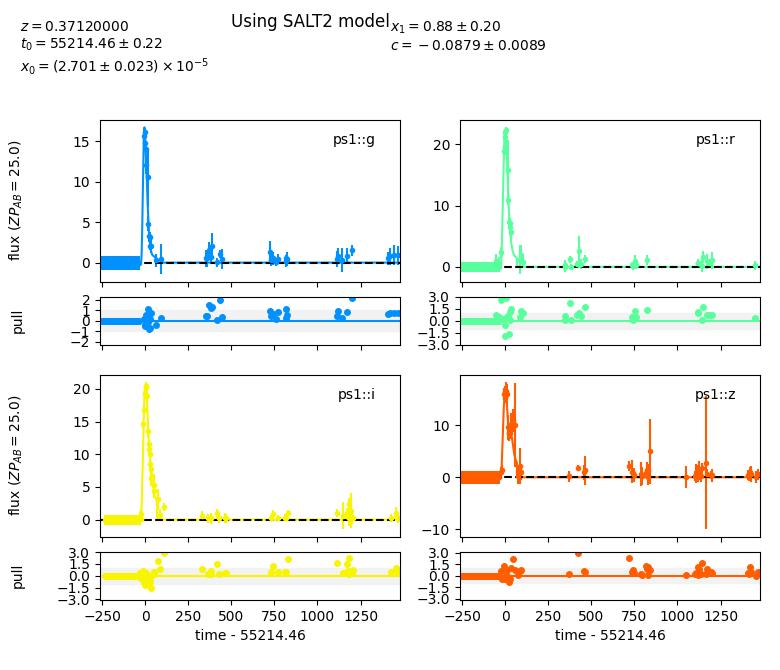 Using SALT2 model
z = 0.37120000
t0 = 55214.46 ± 0.22
x0 = (2.701 ± 0.023) × 10^−5
x1 = 0.88 ± 0.20
c = −0.0879 ± 0.0089
flux (ZP_AB = 25.0)
15
10
5
0
ps1::g
20
10
0
ps1::r
pull
2
1
0
−1
−2
3.0
1.5
0.0
−1.5
−3.0
flux (ZP_AB = 25.0)
20
15
10
5
0
ps1::i
10
0
−10
ps1::z
pull
3.0
1.5
0.0
−1.5
−3.0
3.0
1.5
0.0
−1.5
−3.0
−250 0 250 500 750 1000 1250
−250 0 250 500 750 1000 1250
time - 55214.46
time - 55214.46